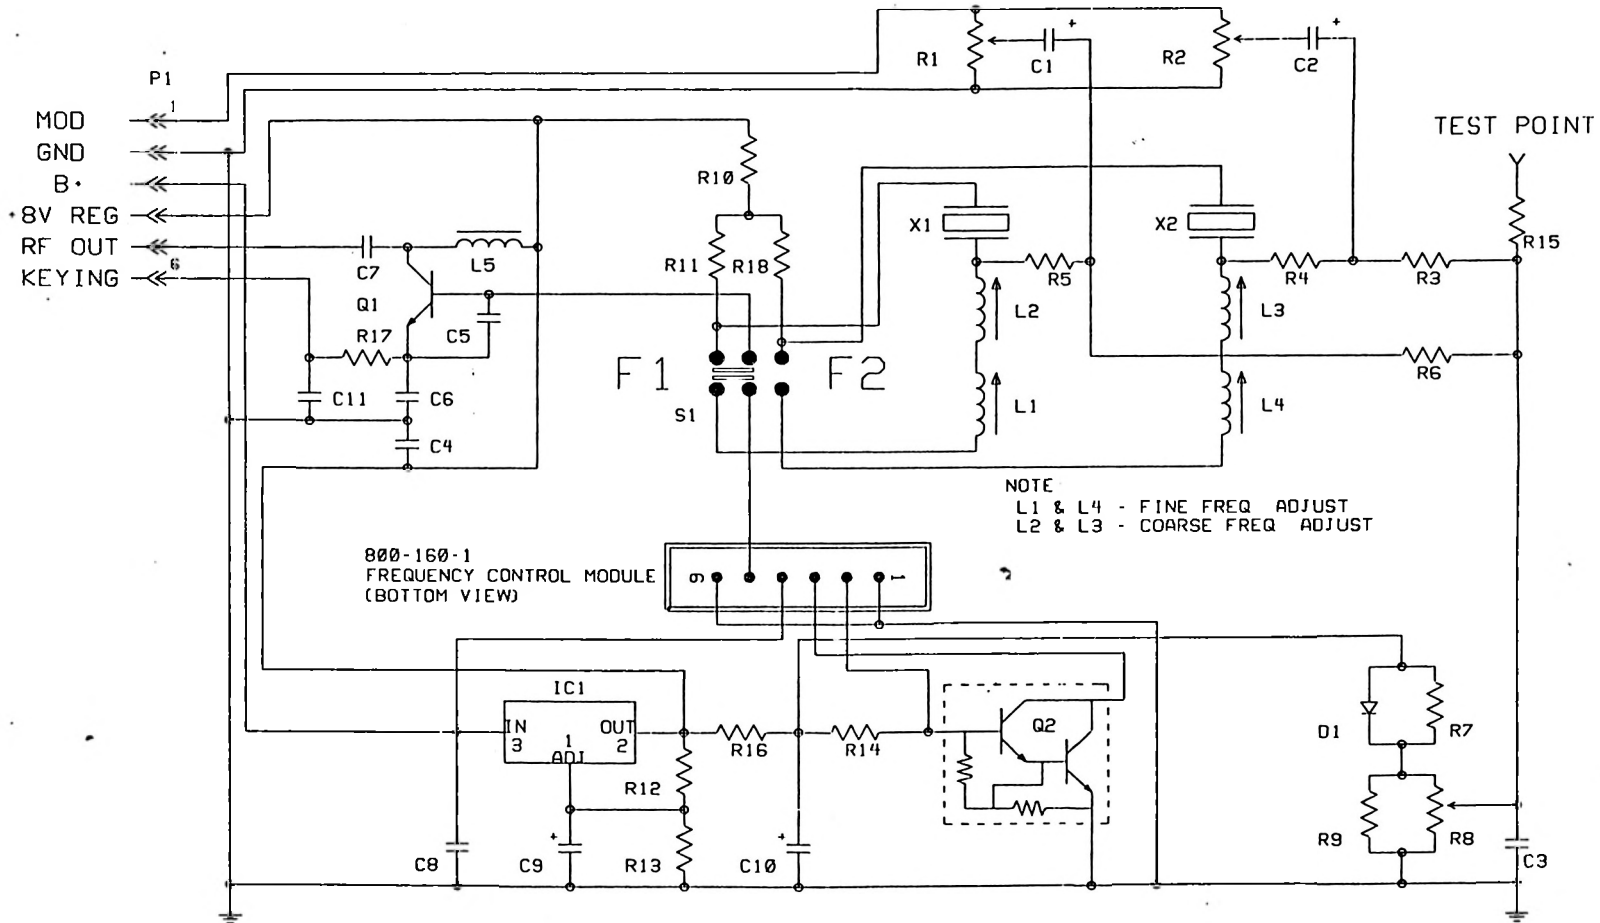 P1
1
MOD
GND
B+
+8V REG
RF OUT
6
KEYING
C7
L5
Q1
R17
C5
C11
C6
C4
R10
R11
R18
F1
F2
S1
R1
+
C1
R2
+
C2
X1
R5
L2
L1
X2
R4
R3
L3
R6
L4
TEST POINT
R15
NOTE
L1 & L4 - FINE FREQ ADJUST
L2 & L3 - COARSE FREQ ADJUST
800-160-1
FREQUENCY CONTROL MODULE
(BOTTOM VIEW)
6
1
IC1
IN
3
1
ADJ
OUT
2
R16
R14
Q2
R12
R13
C8
+
C9
+
C10
D1
R7
R9
R8
C3